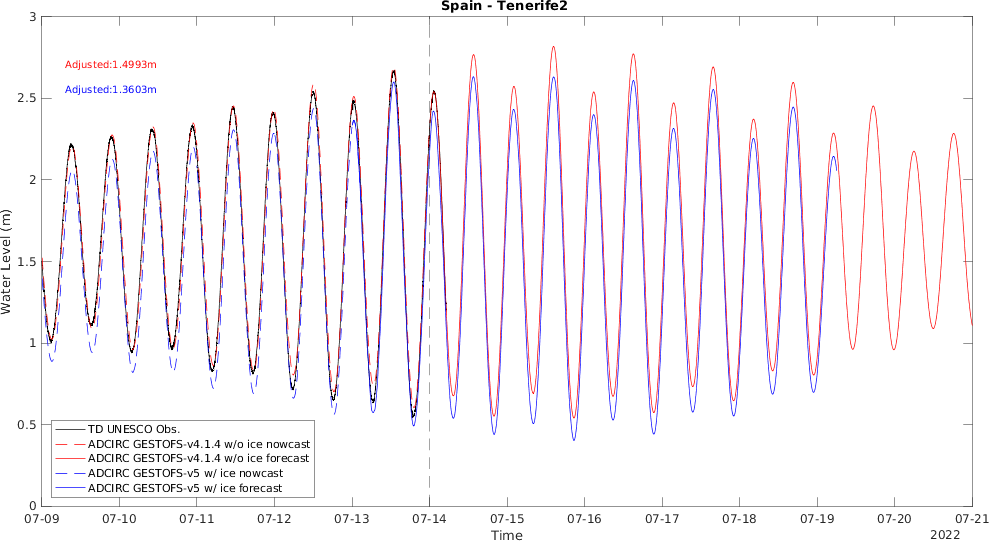 Spain - Tenerife2
Adjusted:1.4993m
Adjusted:1.3603m
3
2.5
2
1.5
1
0.5
0
Water Level (m)
TD UNESCO Obs.
ADCIRC GESTOFS-v4.1.4 w/o ice nowcast
ADCIRC GESTOFS-v4.1.4 w/o ice forecast
ADCIRC GESTOFS-v5 w/ ice nowcast
ADCIRC GESTOFS-v5 w/ ice forecast
07-09 07-10 07-11 07-12 07-13 07-14 07-15 07-16 07-17 07-18 07-19 07-20 07-21
Time
2022